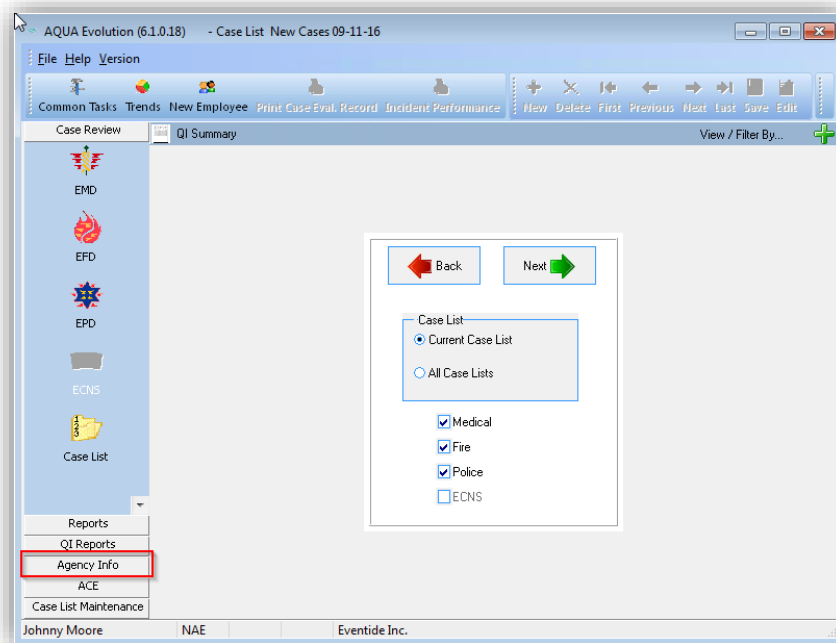 AQUA Evolution (6.1.0.18) - Case List New Cases 09-11-16
File Help Version
Common Tasks Trends New Employee Print Case Eval. Record Incident Performance New Delete First Previous Next Last Save Edit
Case Review
QI Summary View / Filter By...
EMD
EFD
EPD
ECNS
123
Case List
Back
Next
Case List
Current Case List
All Case Lists
Medical
Fire
Police
ECNS
Reports
QI Reports
Agency Info
ACE
Case List Maintenance
Johnny Moore NAE Eventide Inc.